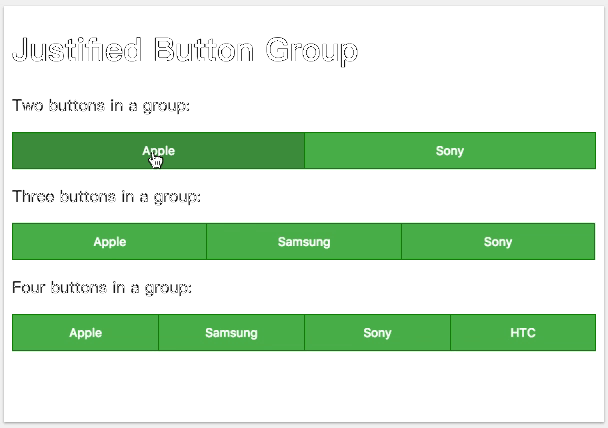 Justified Button Group
Two buttons in a group:
Apple Sony
Three buttons in a group:
Apple Samsung Sony
Four buttons in a group:
Apple Samsung Sony HTC